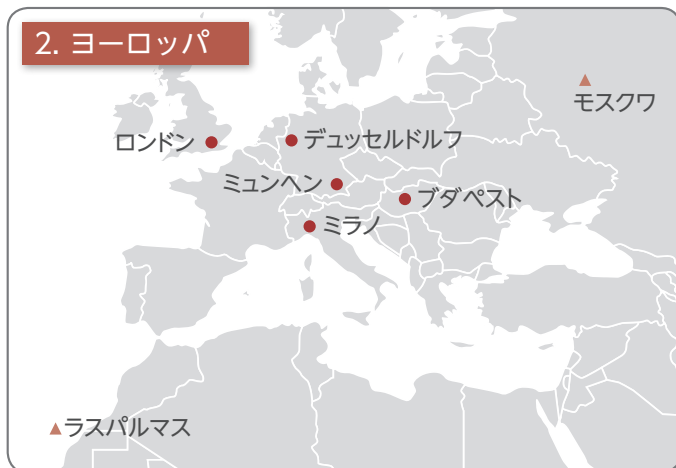 2. ヨーロッパ
モスクワ
ロンドン
デュッセルドルフ
ミュンヘン
ブダペスト
ミラノ
ラスパルマス